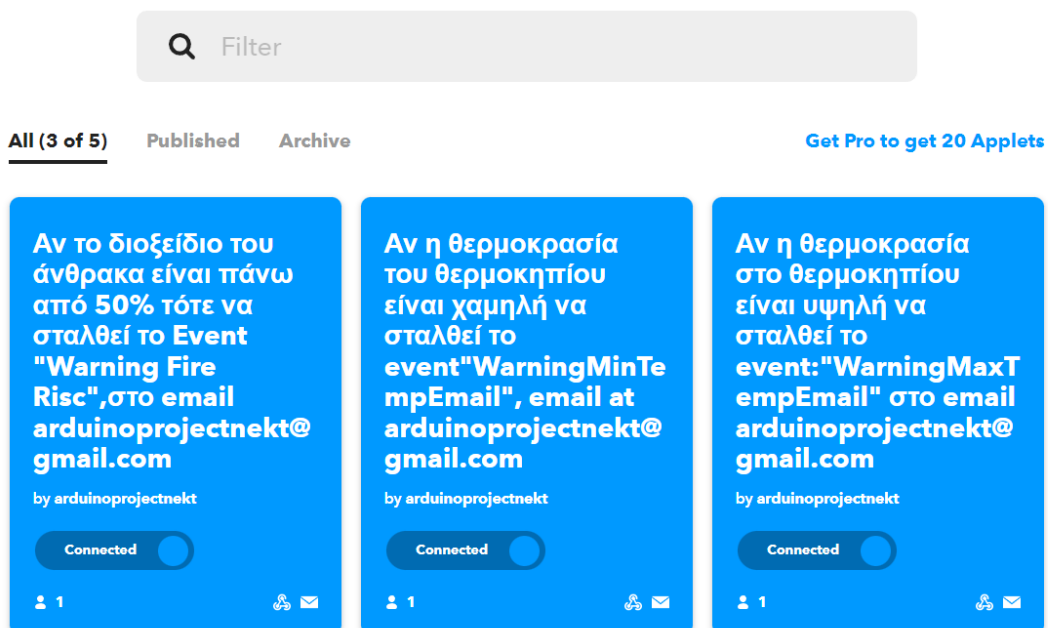 Filter
All (3 of 5)
Published
Archive
Get Pro to get 20 Applets
Αν το διοξείδιο του
άνθρακα είναι πάνω
από 50% τότε να
σταλθεί το Event
"Warning Fire
Risc",στο email
arduinoprojectnekt@
gmail.com
by arduinoprojectnekt
Connected
1
Αν η θερμοκρασία
του θερμοκηπίου
είναι χαμηλή να
σταλθεί το
event"WarningMinTe
mpEmail", email at
arduinoprojectnekt@
gmail.com
by arduinoprojectnekt
Connected
1
Αν η θερμοκρασία
στο θερμοκηπίου
είναι υψηλή να
σταλθεί το
event:"WarningMaxT
empEmail" στο email
arduinoprojectnekt@
gmail.com
by arduinoprojectnekt
Connected
1